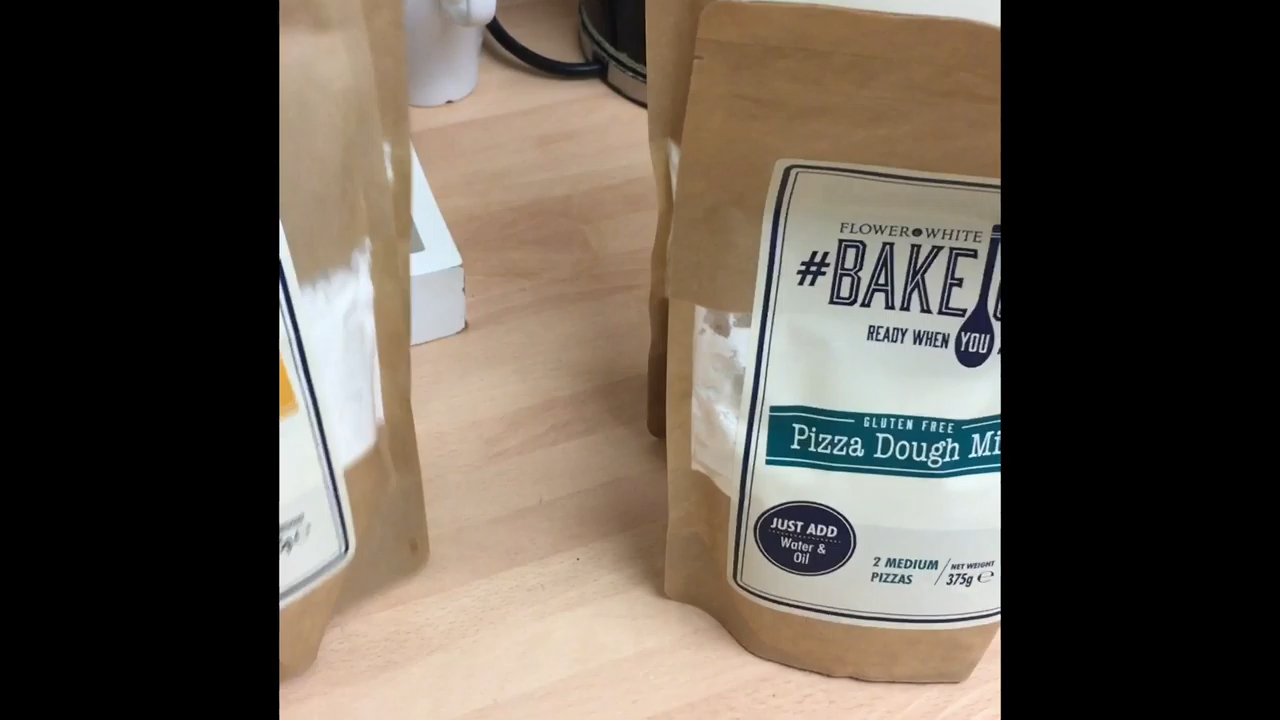 FLOWER WHITE
#BAKE
READY WHEN YOU
GLUTEN FREE
Pizza Dough Mi
JUST ADD
Water &
Oil
2 MEDIUM
PIZZAS
NET WEIGHT
375g ℮